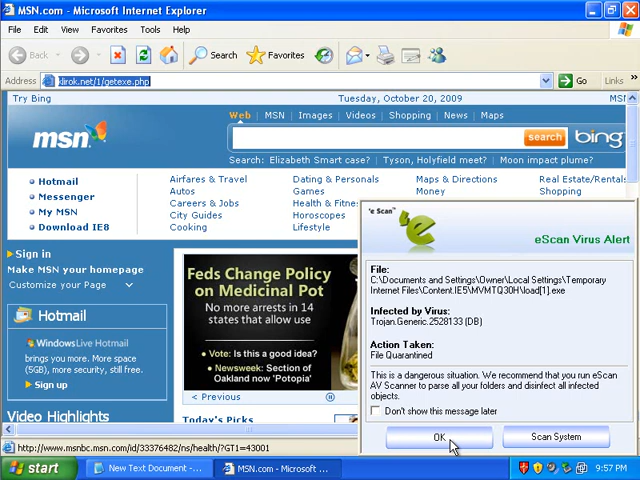 MSN.com - Microsoft Internet Explorer
File Edit View Favorites Tools Help
Back Search Favorites
Address klirok.net/1/getexe.php Go Links
Try Bing Tuesday, October 20, 2009 MSN
msn
Web MSN Images Videos Shopping News Maps
search bing
Search: Elizabeth Smart case? Tyson, Holyfield meet? Moon impact plume?
Hotmail
Messenger
My MSN
Download IE8
Airfares & Travel Dating & Personals Maps & Directions Real Estate/Rentals
Autos Games Money Shopping
Careers & Jobs Health & Fitne
City Guides Horoscopes
Cooking Lifestyle
Sign in
Make MSN your homepage
Customize your Page
Hotmail
WindowsLive Hotmail
brings you more. More space
(5GB), more security, still free.
Sign up
Video Highlights
Feds Change Policy
on Medicinal Pot
No more arrests in 14
states that allow use
• Vote: Is this a good idea?
• Newsweek: Section of
Oakland now 'Potopia'
< Previous
Today's Picks
'e Scan™
eScan Virus Alert
File:
C:\Documents and Settings\Owner\Local Settings\Temporary
Internet Files\Content.IE5\MVMTQ30H\load[1].exe
Infected by Virus:
Trojan.Generic.2528133 (DB)
Action Taken:
File Quarantined
This is a dangerous situation. We recommend that you run eScan
AV Scanner to parse all your folders and disinfect all infected
objects.
Don't show this message later
OK Scan System
http://www.msnbc.msn.com/id/33376482/ns/health/?GT1=43001
start New Text Document -... MSN.com - Microsoft ... 9:57 PM